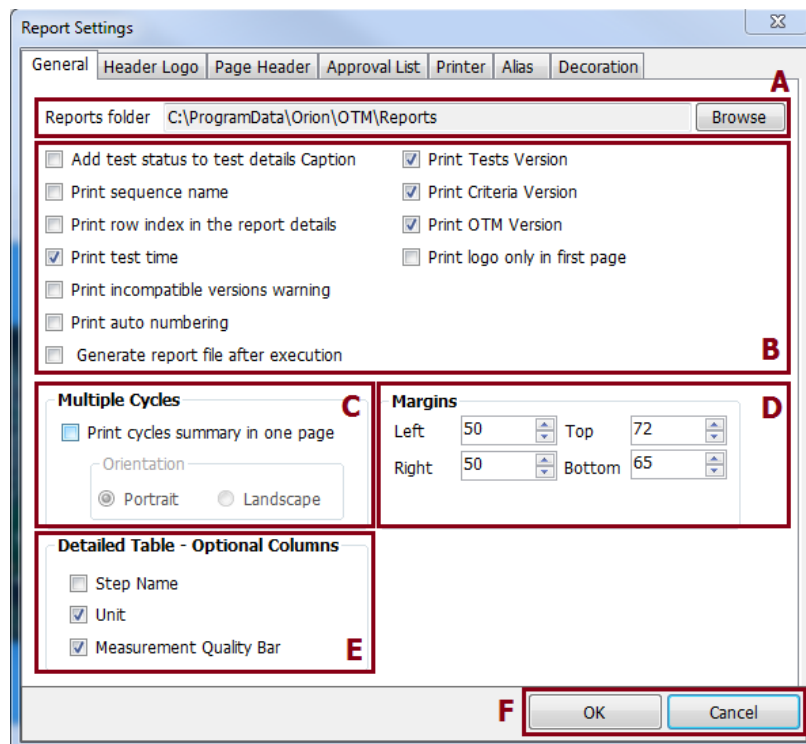 Report Settings
General Header Logo Page Header Approval List Printer Alias Decoration
A
Reports folder C:\ProgramData\Orion\OTM\Reports Browse
Add test status to test details Caption Print Tests Version
Print sequence name Print Criteria Version
Print row index in the report details Print OTM Version
Print test time Print logo only in first page
Print incompatible versions warning
Print auto numbering
Generate report file after execution
B
Multiple Cycles C
Print cycles summary in one page
Orientation
Portrait Landscape
Margins D
Left 50 Top 72
Right 50 Bottom 65
Detailed Table - Optional Columns
Step Name
Unit
Measurement Quality Bar
E
F OK Cancel